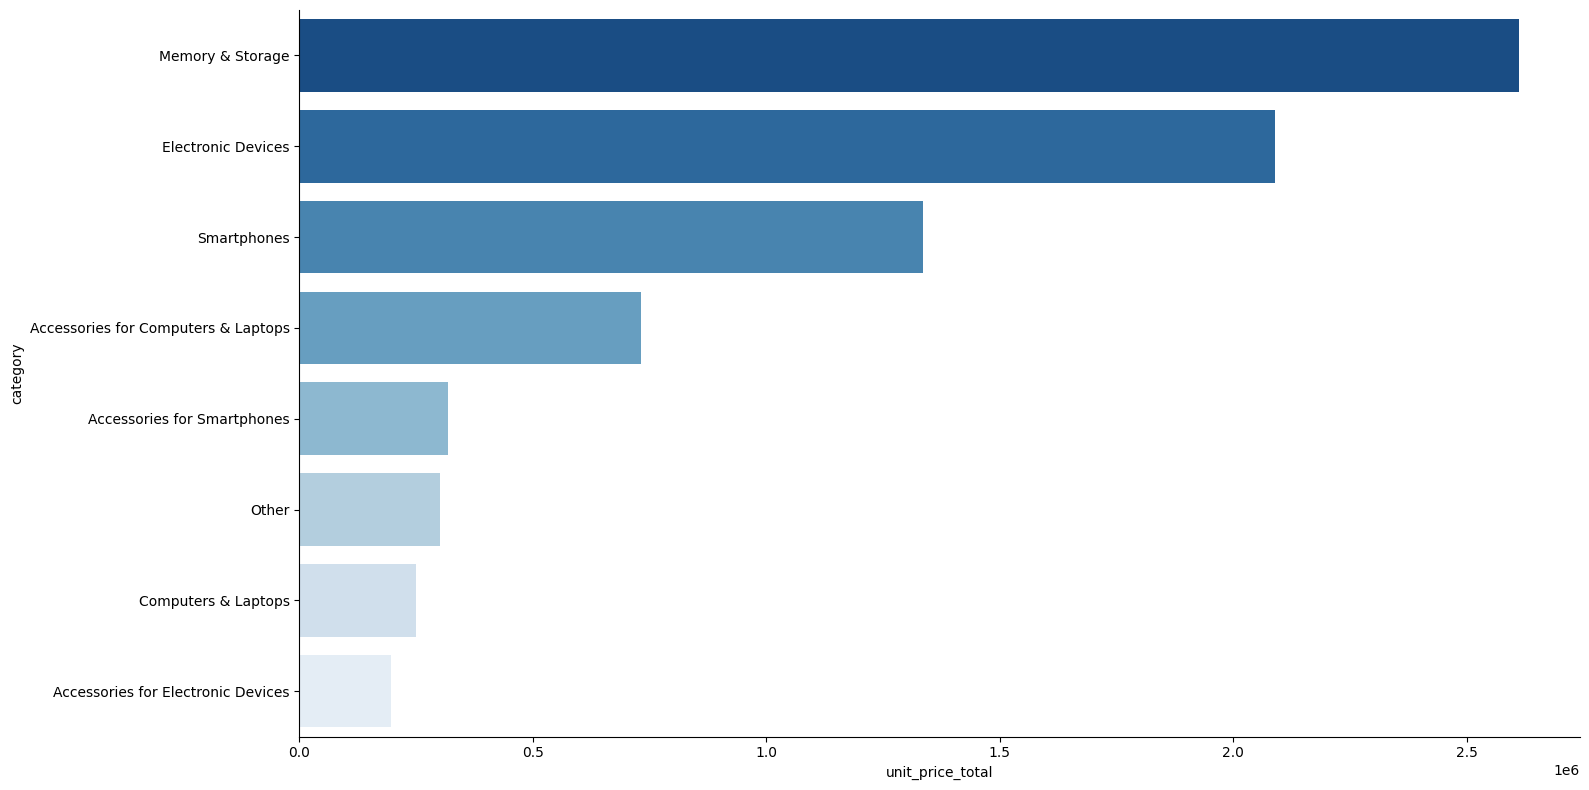 Memory & Storage
Electronic Devices
Smartphones
Accessories for Computers & Laptops
Accessories for Smartphones
Other
Computers & Laptops
Accessories for Electronic Devices
category
0.0 0.5 1.0 1.5 2.0 2.5
unit_price_total
1e6